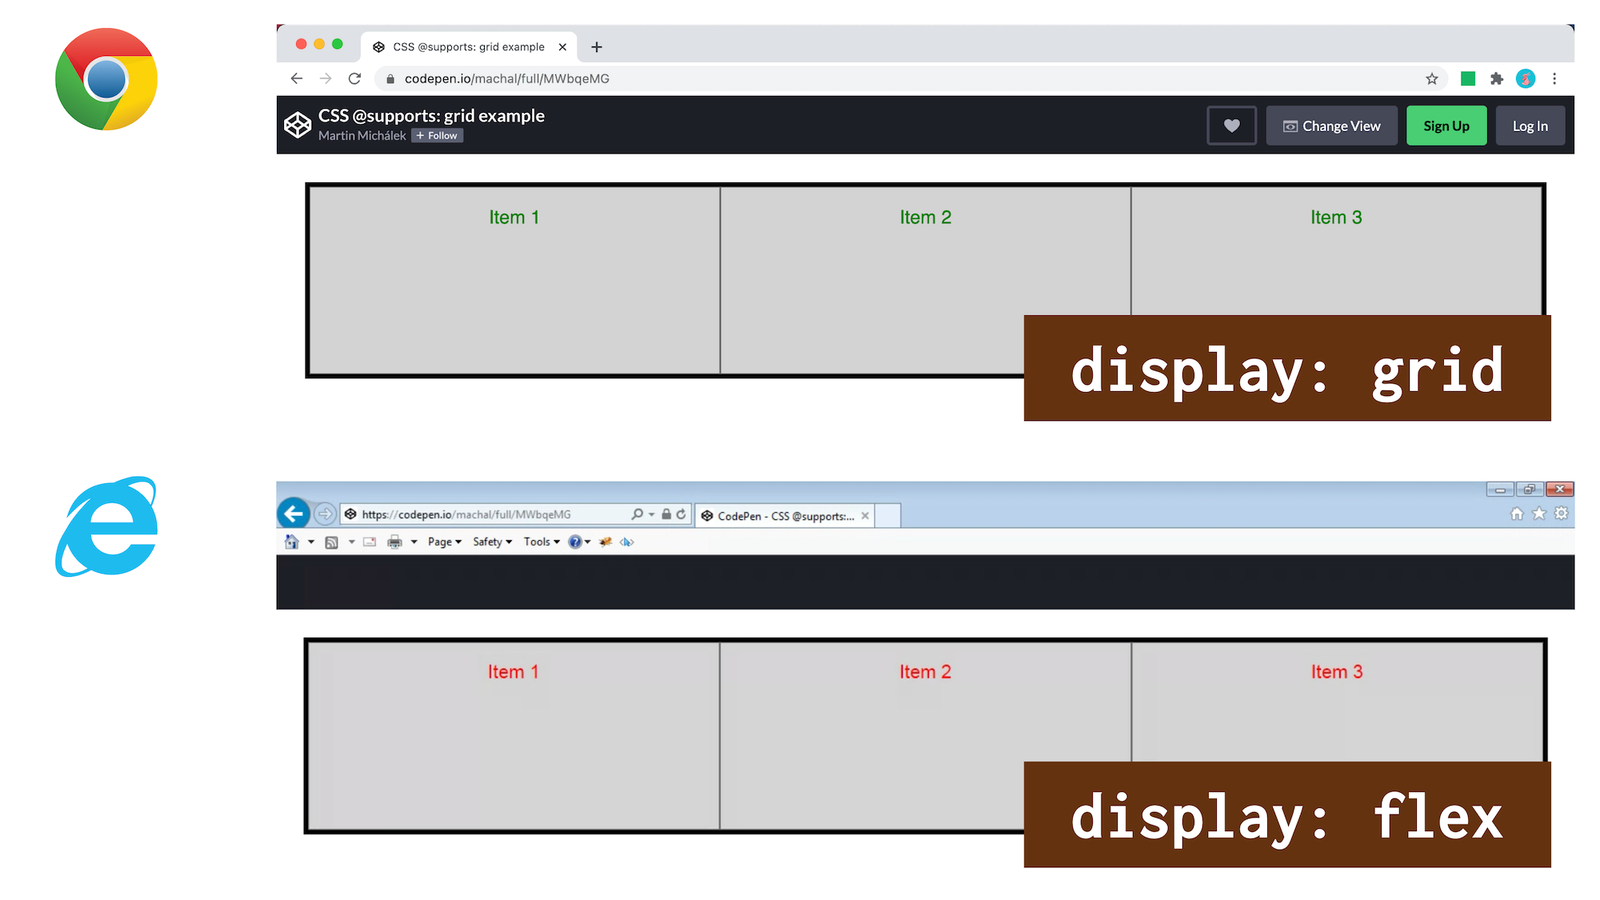 CSS @supports: grid example
codepen.io/machal/full/MWbqeMG
CSS @supports: grid example
Martin Michálek + Follow
Change View
Sign Up
Log In
Item 1
Item 2
Item 3
display: grid
https://codepen.io/machal/full/MWbqeMG
CodePen - CSS @supports:...
Page
Safety
Tools
Item 1
Item 2
Item 3
display: flex